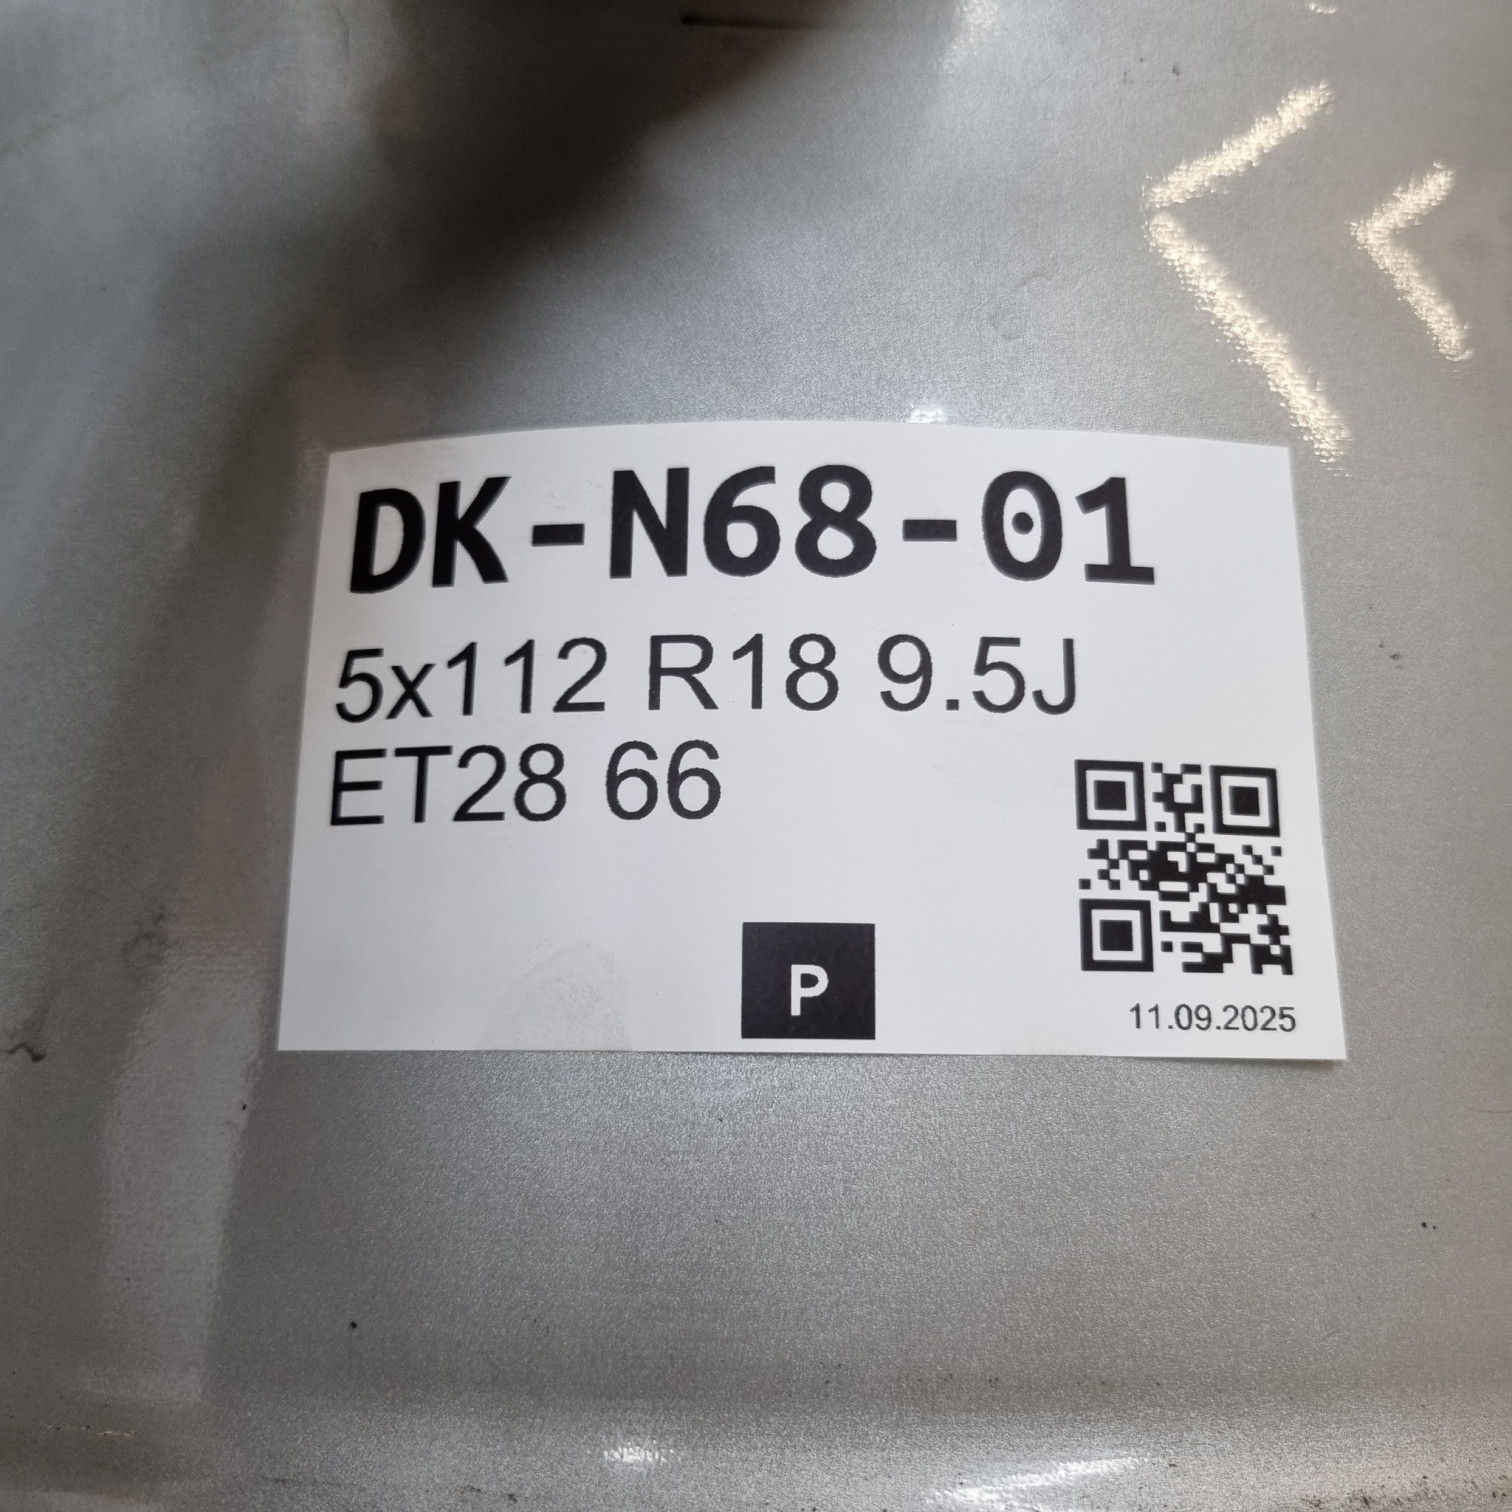 DK-N68-01
5x112 R18 9.5J
ET28 66
P
11.09.2025